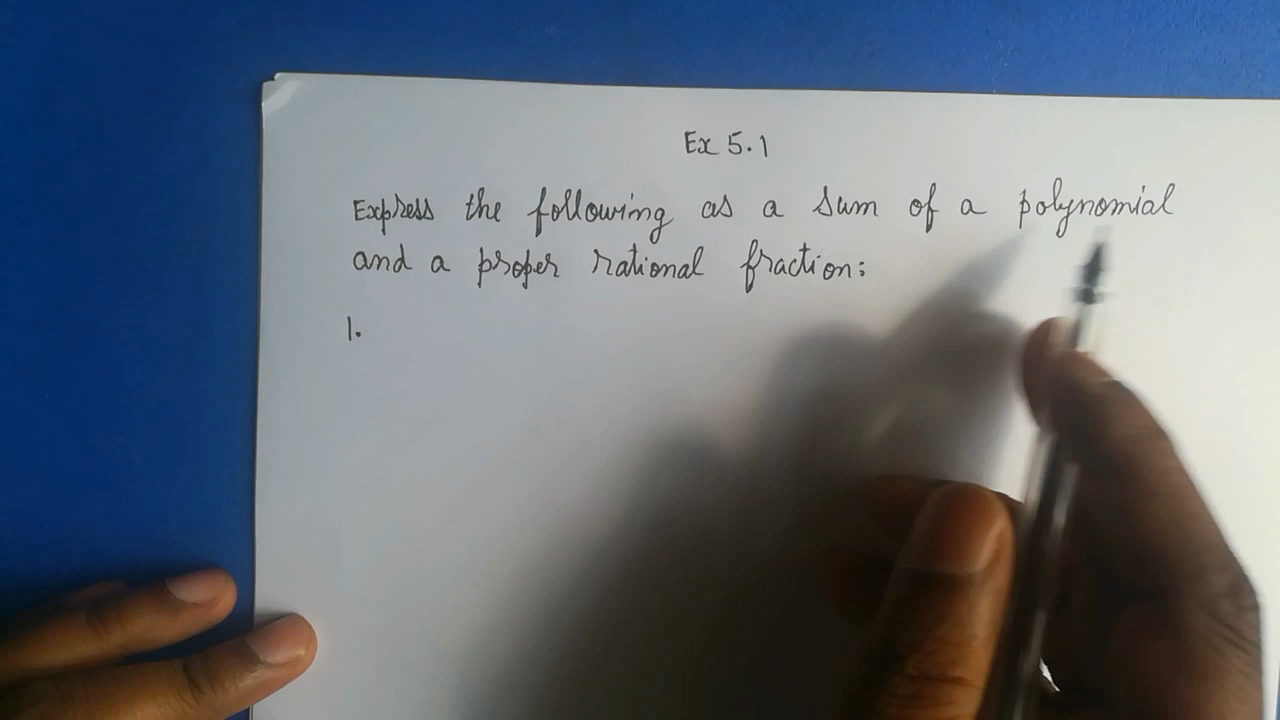 Ex 5.1
Express the following as a sum of a polynomial
and a proper rational fraction:
1.